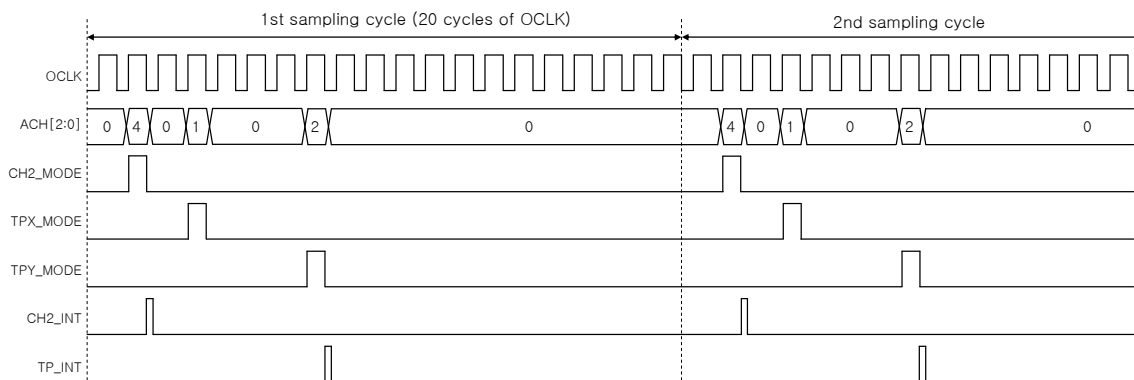 1st sampling cycle (20 cycles of OCLK)
2nd sampling cycle
OCLK
ACH[2:0] 0 4 0 1 0 2 0 4 0 1 0 2 0
CH2_MODE
TPX_MODE
TPY_MODE
CH2_INT
TP_INT